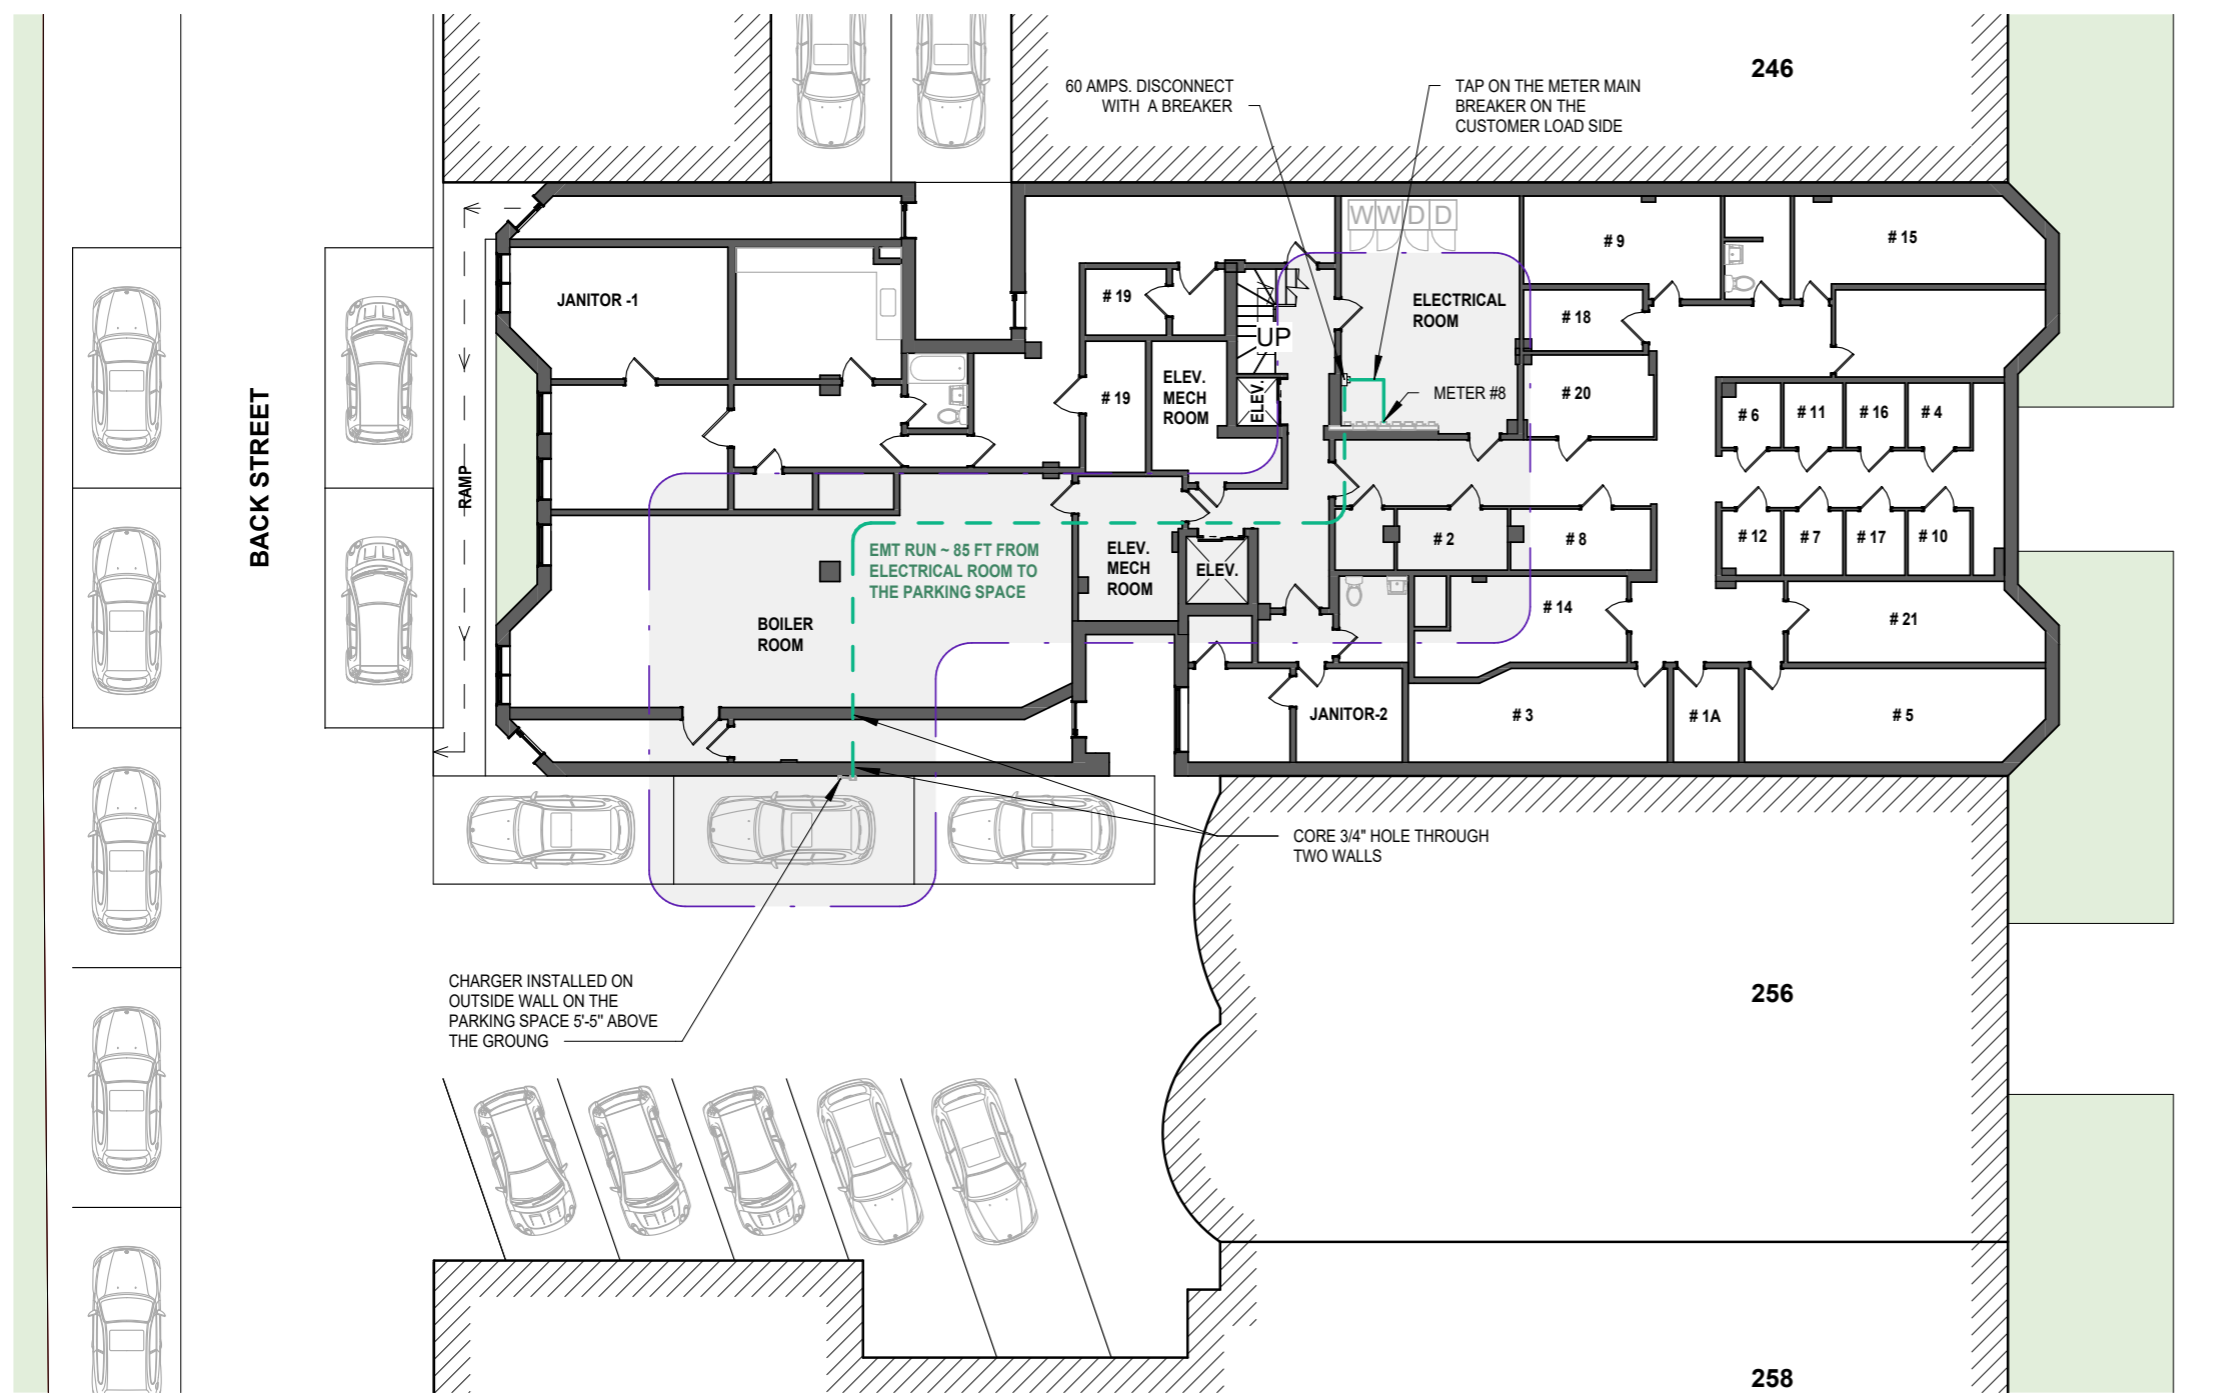 246
60 AMPS. DISCONNECT
WITH A BREAKER
TAP ON THE METER MAIN
BREAKER ON THE
CUSTOMER LOAD SIDE
W W D D
# 9
# 15
JANITOR -1
# 19
ELECTRICAL
ROOM
# 18
UP
ELEV.
MECH
ROOM
ELEV.
# 19
METER #8
# 20
# 6
# 11
# 16
# 4
BACK STREET
RAMP
EMT RUN ~ 85 FT FROM
ELECTRICAL ROOM TO
THE PARKING SPACE
ELEV.
MECH
ROOM
ELEV.
# 2
# 8
# 12
# 7
# 17
# 10
BOILER
ROOM
# 14
# 21
JANITOR-2
# 3
# 1A
# 5
CORE 3/4" HOLE THROUGH
TWO WALLS
CHARGER INSTALLED ON
OUTSIDE WALL ON THE
PARKING SPACE 5'-5" ABOVE
THE GROUNG
256
258